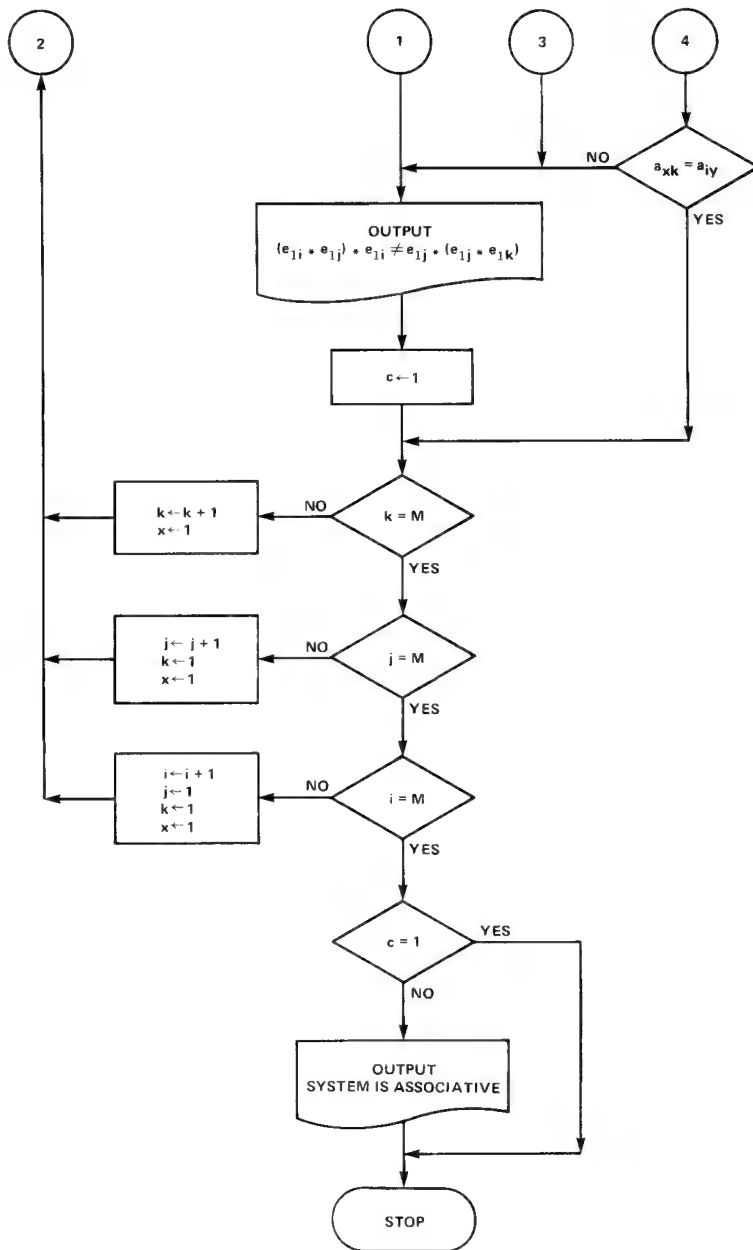 2
1
3
4
NO
a_xk = a_iy
YES
OUTPUT
(e_1i * e_1j) * e_1i ≠ e_1j * (e_1j * e_1k)
c ← 1
k ← k + 1
x ← 1
NO
k = M
YES
j ← j + 1
k ← 1
x ← 1
NO
j = M
YES
i ← i + 1
j ← 1
k ← 1
x ← 1
NO
i = M
YES
c = 1
YES
NO
OUTPUT
SYSTEM IS ASSOCIATIVE
STOP